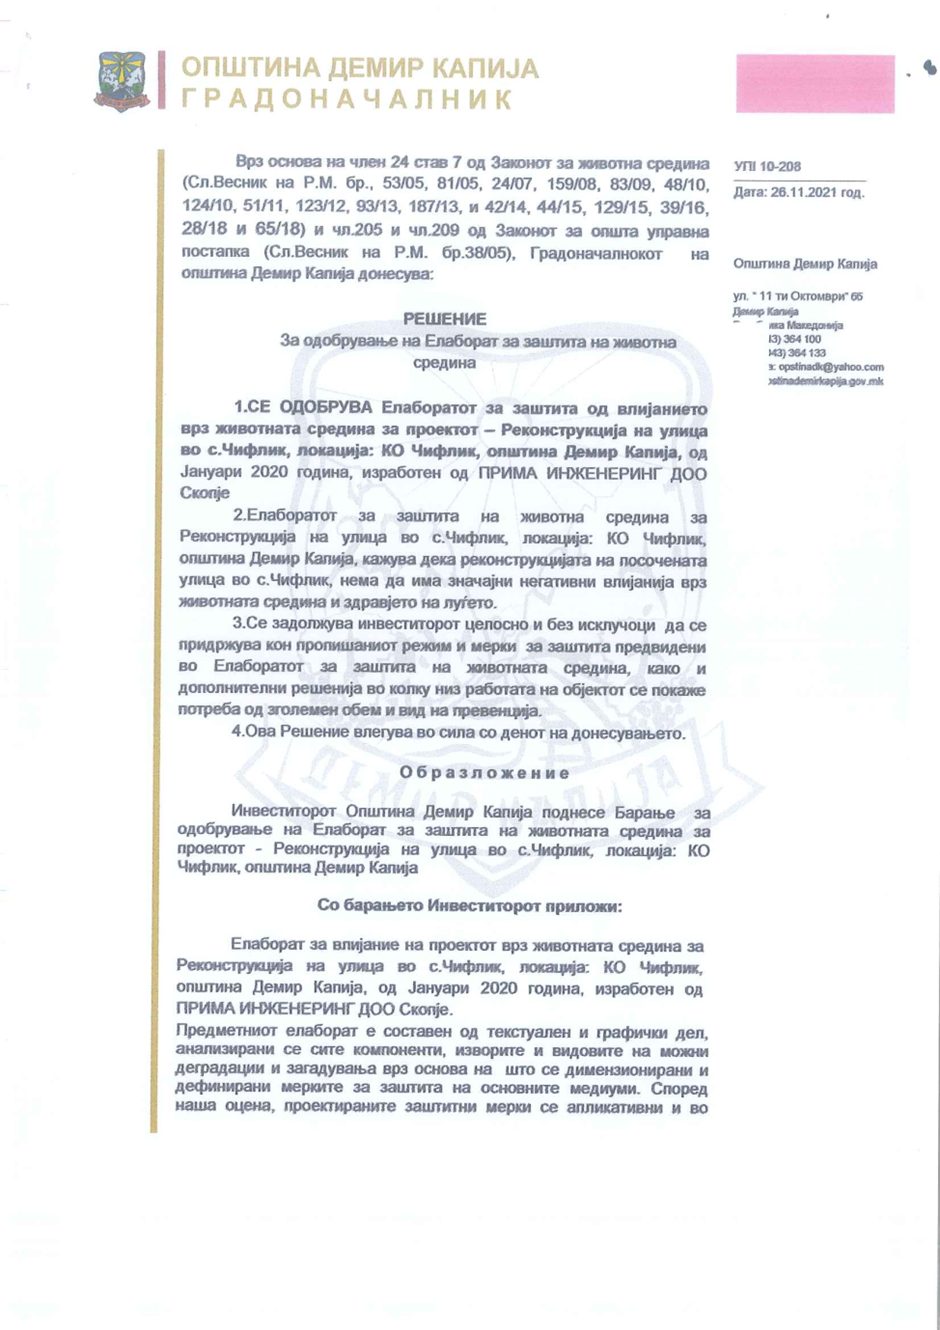 ОПШТИНА ДЕМИР КАПИЈА
ГРАДОНАЧАЛНИК
Врз основа на член 24 став 7 од Законот за животна средина
(Сл.Весник на Р.М. бр., 53/05, 81/05, 24/07, 159/08, 83/09, 48/10,
124/10, 51/11, 123/12, 93/13, 187/13, и 42/14, 44/15, 129/15, 39/16,
28/18 и 65/18) и чл.205 и чл.209 од Законот за општа управна
постапка (Сл.Весник на Р.М. бр.38/05), Градоначалнокот на
општина Демир Капија донесува:
УПІ 10-208
Дата: 26.11.2021 год.
Општина Демир Капија
ул. " 11 ти Октомври" 65
Демир Капија
Македонија
364 100
364 133
opstinadk@yahoo.com
РЕШЕНИЕ
За одобрување на Елаборат за заштита на животна
средина
1.СЕ ОДОБРУВА Елаборатот за заштита од влијанието
врз животната средина за проектот – Реконструкција на улица
во с.Чифлик, локација: КО Чифлик, општина Демир Капија, од
Јануари 2020 година, изработен од ПРИМА ИНЖЕНЕРИНГ ДОО
Скопје
2.Елаборатот за заштита на животна средина за
Реконструкција на улица во с.Чифлик, локација: КО Чифлик,
општина Демир Капија, кажува дека реконструкцијата на посочената
улица во с.Чифлик, нема да има значајни негативни влијанија врз
животната средина и здравјето на луѓето.
3.Се задолжува инвеститорот целосно и без исклучоци да се
придржува кон пропишаниот режим и мерки за заштита предвидени
во Елаборатот за заштита на животната средина, како и
дополнителни решенија во колку низ работата на објектот се покаже
потреба од зголемен обем и вид на превенција.
4.Ова Решение влегува во сила со денот на донесувањето.
Образложение
Инвеститорот Општина Демир Капија поднесе Барање за
одобрување на Елаборат за заштита на животната средина за
проектот - Реконструкција на улица во с.Чифлик, локација: КО
Чифлик, општина Демир Капија
Со барањето Инвеститорот приложи:
Елаборат за влијание на проектот врз животната средина за
Реконструкција на улица во с.Чифлик, локација: КО Чифлик,
општина Демир Капија, од Јануари 2020 година, изработен од
ПРИМА ИНЖЕНЕРИНГ ДОО Скопје.
Предметниот елаборат е составен од текстуален и графички дел,
анализирани се сите компоненти, изворите и видовите на можни
деградации и загадувања врз основа на што се димензионирани и
дефинирани мерките за заштита на основните медиуми. Според
наша оцена, проектираните заштитни мерки се апликативни и во
ДЕМИР КАПИЈА